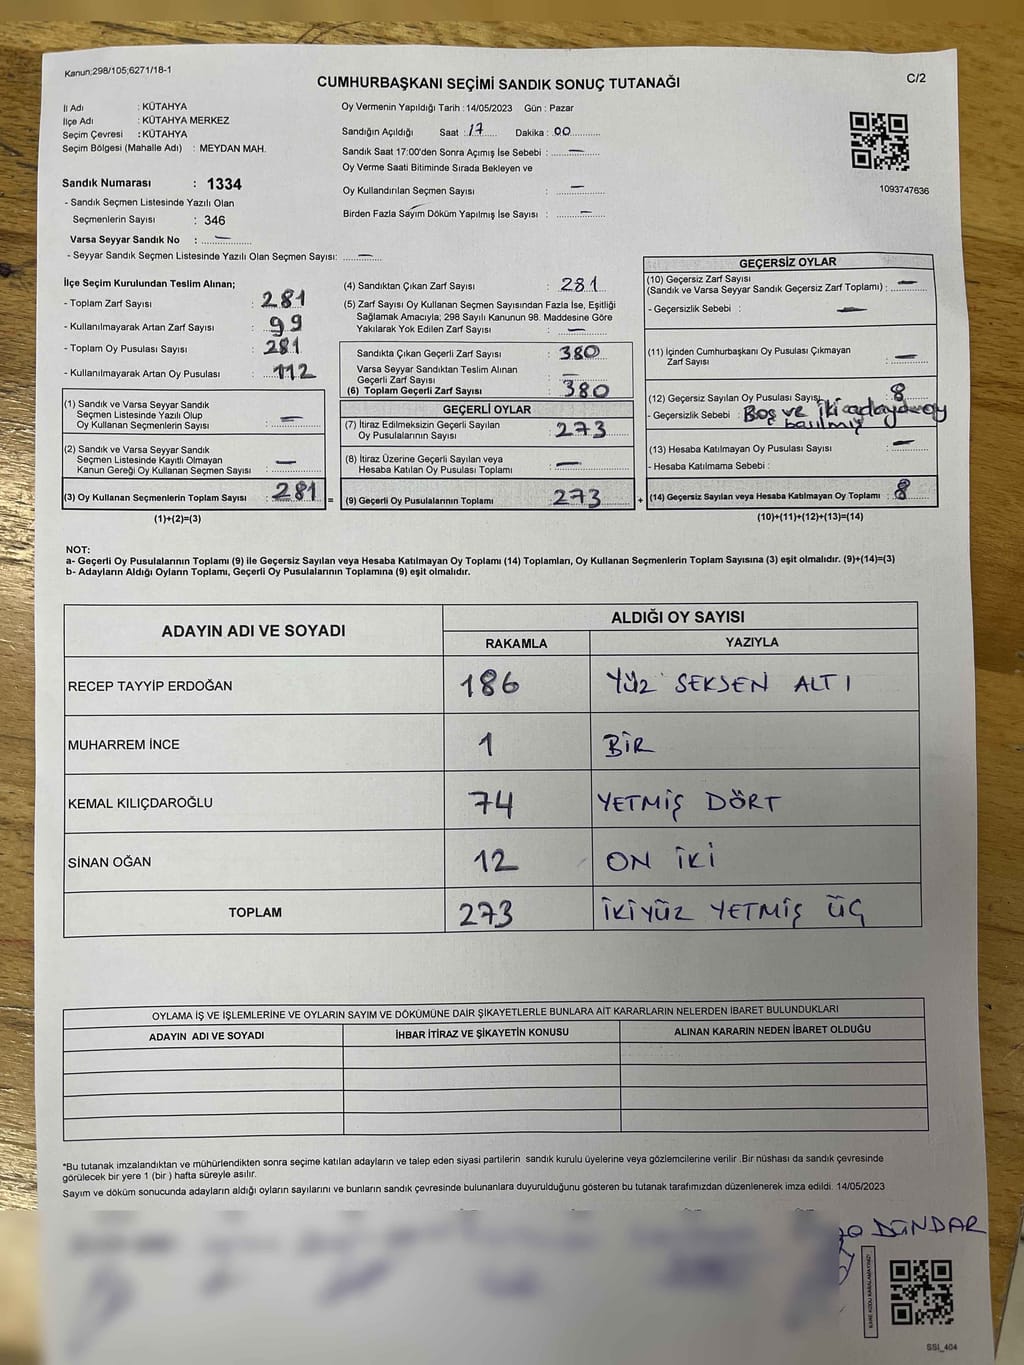 Kanun;298/105;6271/18-1
CUMHURBAŞKANI SEÇİMİ SANDIK SONUÇ TUTANAĞI
C/2
İl Adı : KÜTAHYA
İlçe Adı : KÜTAHYA MERKEZ
Seçim Çevresi : KÜTAHYA
Seçim Bölgesi (Mahalle Adı) : MEYDAN MAH.
Sandık Numarası : 1334
- Sandık Seçmen Listesinde Yazılı Olan
Seçmenlerin Sayısı : 346
Varsa Seyyar Sandık No : —
- Seyyar Sandık Seçmen Listesinde Yazılı Olan Seçmen Sayısı: —
Oy Vermenin Yapıldığı Tarih : 14/05/2023 Gün : Pazar
Sandığın Açıldığı Saat : 17 Dakika : 00
Sandık Saat 17:00'den Sonra Açımış İse Sebebi : —
Oy Verme Saati Bitiminde Sırada Bekleyen ve
Oy Kullandırılan Seçmen Sayısı : —
Birden Fazla Sayım Döküm Yapılmış İse Sayısı : —
1093747636
İlçe Seçim Kurulundan Teslim Alınan;
- Toplam Zarf Sayısı : 281
- Kullanılmayarak Artan Zarf Sayısı : 99
- Toplam Oy Pusulası Sayısı : 281
- Kullanılmayarak Artan Oy Pusulası : 112
(1) Sandık ve Varsa Seyyar Sandık
Seçmen Listesinde Yazılı Olup
Oy Kullanan Seçmenlerin Sayısı : —
(2) Sandık ve Varsa Seyyar Sandık
Seçmen Listesinde Kayıtlı Olmayan
Kanun Gereği Oy Kullanan Seçmen Sayısı : —
(3) Oy Kullanan Seçmenlerin Toplam Sayısı : 281 =
(1)+(2)=(3)
(4) Sandıktan Çıkan Zarf Sayısı : 281
(5) Zarf Sayısı Oy Kullanan Seçmen Sayısından Fazla İse, Eşitliği
Sağlamak Amacıyla; 298 Sayılı Kanunun 98. Maddesine Göre
Yakılarak Yok Edilen Zarf Sayısı : —
Sandıkta Çıkan Geçerli Zarf Sayısı : 380
Varsa Seyyar Sandıktan Teslim Alınan
Geçerli Zarf Sayısı : —
(6) Toplam Geçerli Zarf Sayısı : 380
GEÇERLİ OYLAR
(7) İtiraz Edilmeksizin Geçerli Sayılan
Oy Pusulalarının Sayısı : 273
(8) İtiraz Üzerine Geçerli Sayılan veya
Hesaba Katılan Oy Pusulası Toplamı : —
(9) Geçerli Oy Pusulalarının Toplamı : 273 +
GEÇERSİZ OYLAR
(10) Geçersiz Zarf Sayısı
(Sandık ve Varsa Seyyar Sandık Geçersiz Zarf Toplamı) : —
- Geçersizlik Sebebi : —
(11) İçinden Cumhurbaşkanı Oy Pusulası Çıkmayan
Zarf Sayısı : —
(12) Geçersiz Sayılan Oy Pusulası Sayısı : 8
- Geçersizlik Sebebi : Boş ve iki adaya oy
basılmış
(13) Hesaba Katılmayan Oy Pusulası Sayısı : —
- Hesaba Katılmama Sebebi :
(14) Geçersiz Sayılan veya Hesaba Katılmayan Oy Toplamı : 8
(10)+(11)+(12)+(13)=(14)
NOT:
a- Geçerli Oy Pusulalarının Toplamı (9) ile Geçersiz Sayılan veya Hesaba Katılmayan Oy Toplamı (14) Toplamları, Oy Kullanan Seçmenlerin Toplam Sayısına (3) eşit olmalıdır. (9)+(14)=(3)
b- Adayların Aldığı Oyların Toplamı, Geçerli Oy Pusulalarının Toplamına (9) eşit olmalıdır.
ADAYIN ADI VE SOYADI
ALDIĞI OY SAYISI
RAKAMLA YAZIYLA
RECEP TAYYİP ERDOĞAN 186 YÜZ SEKSEN ALTI
MUHARREM İNCE 1 BİR
KEMAL KILIÇDAROĞLU 74 YETMİŞ DÖRT
SİNAN OĞAN 12 ON İKİ
TOPLAM 273 İKİYÜZ YETMİŞ ÜÇ
OYLAMA İŞ VE İŞLEMLERİNE VE OYLARIN SAYIM VE DÖKÜMÜNE DAİR ŞİKAYETLERLE BUNLARA AİT KARARLARIN NELERDEN İBARET BULUNDUKLARI
ADAYIN ADI VE SOYADI İHBAR İTİRAZ VE ŞİKAYETİN KONUSU ALINAN KARARIN NEDEN İBARET OLDUĞU
*Bu tutanak imzalandıktan ve mühürlendikten sonra seçime katılan adayların ve talep eden siyasi partilerin sandık kurulu üyelerine veya gözlemcilerine verilir .Bir nüshası da sandık çevresinde
görülecek bir yere 1 (bir ) hafta süreyle asılır.
Sayım ve döküm sonucunda adayların aldığı oyların sayılarını ve bunların sandık çevresinde bulunanlara duyurulduğunu gösteren bu tutanak tarafımızdan düzenlenerek imza edildi. 14/05/2023
DÜNDAR
SSI_404